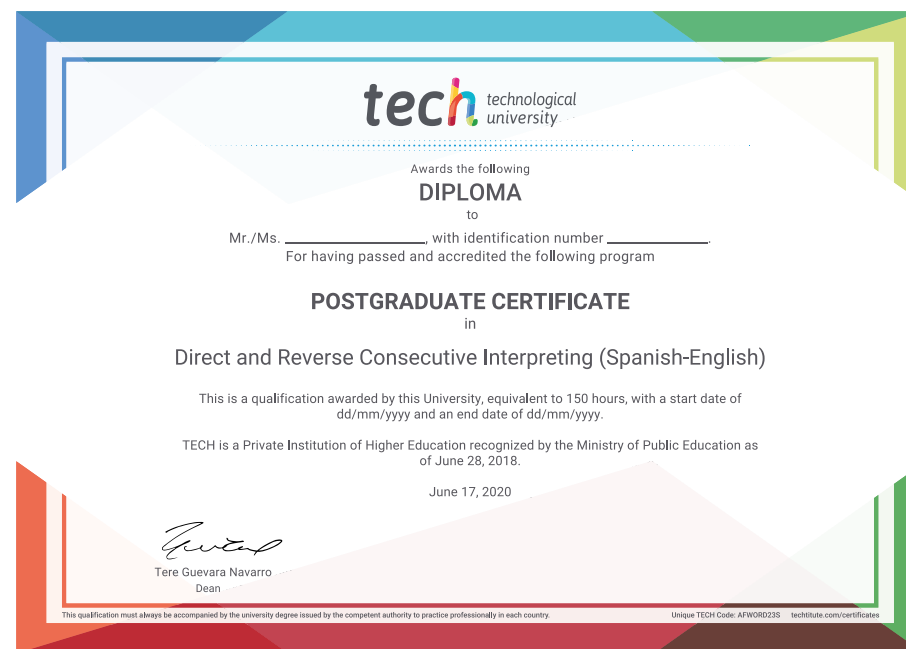 tech technological
university
Awards the following
DIPLOMA
to
Mr./Ms. ____________________, with identification number ______________.
For having passed and accredited the following program
POSTGRADUATE CERTIFICATE
in
Direct and Reverse Consecutive Interpreting (Spanish-English)
This is a qualification awarded by this University, equivalent to 150 hours, with a start date of
dd/mm/yyyy and an end date of dd/mm/yyyy.
TECH is a Private Institution of Higher Education recognized by the Ministry of Public Education as
of June 28, 2018.
June 17, 2020
Tere Guevara Navarro
Dean
This qualification must always be accompanied by the university degree issued by the competent authority to practice professionally in each country.
Unique TECH Code: AFWORD23S techtitute.com/certificates